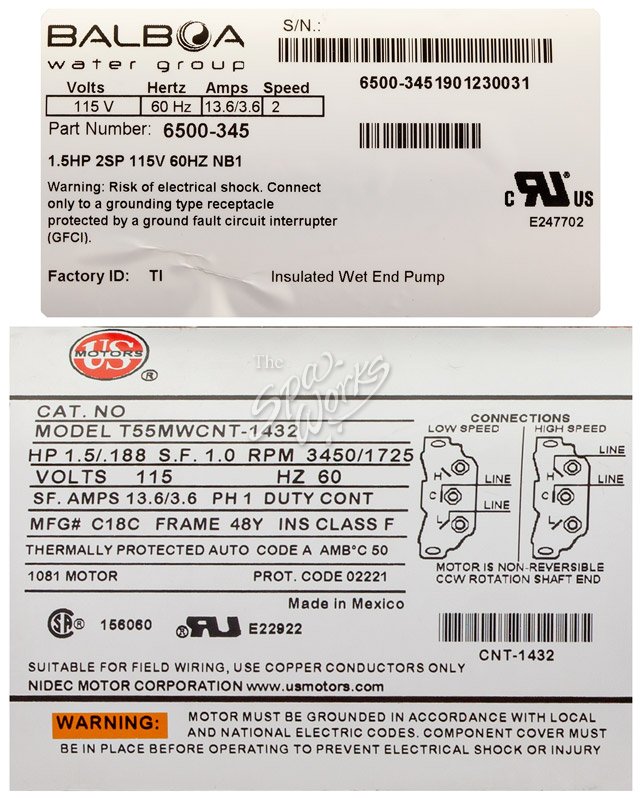 BALBOA
water group
S/N.:
6500-3451901230031
Volts Hertz Amps Speed
115 V 60 Hz 13.6/3.6 2
Part Number: 6500-345
1.5HP 2SP 115V 60HZ NB1
Warning: Risk of electrical shock. Connect
only to a grounding type receptacle
protected by a ground fault circuit interrupter
(GFCI).
C UR US
E247702
Factory ID: TI Insulated Wet End Pump
US
MOTORS
®
The
Spa
Works
CAT. NO
MODEL T55MWCNT-1432
HP 1.5/.188 S.F. 1.0 RPM 3450/1725
VOLTS 115 HZ 60
SF. AMPS 13.6/3.6 PH 1 DUTY CONT
MFG# C18C FRAME 48Y INS CLASS F
THERMALLY PROTECTED AUTO CODE A AMB°C 50
1081 MOTOR PROT. CODE 02221
Made in Mexico
CONNECTIONS
LOW SPEED HIGH SPEED
H C L LINE LINE
H C L LINE LINE
MOTOR IS NON-REVERSIBLE
CCW ROTATION SHAFT END
SA ® 156060 ® UR E22922
CNT-1432
SUITABLE FOR FIELD WIRING, USE COPPER CONDUCTORS ONLY
NIDEC MOTOR CORPORATION www.usmotors.com
WARNING: MOTOR MUST BE GROUNDED IN ACCORDANCE WITH LOCAL
AND NATIONAL ELECTRIC CODES. COMPONENT COVER MUST
BE IN PLACE BEFORE OPERATING TO PREVENT ELECTRICAL SHOCK OR INJURY